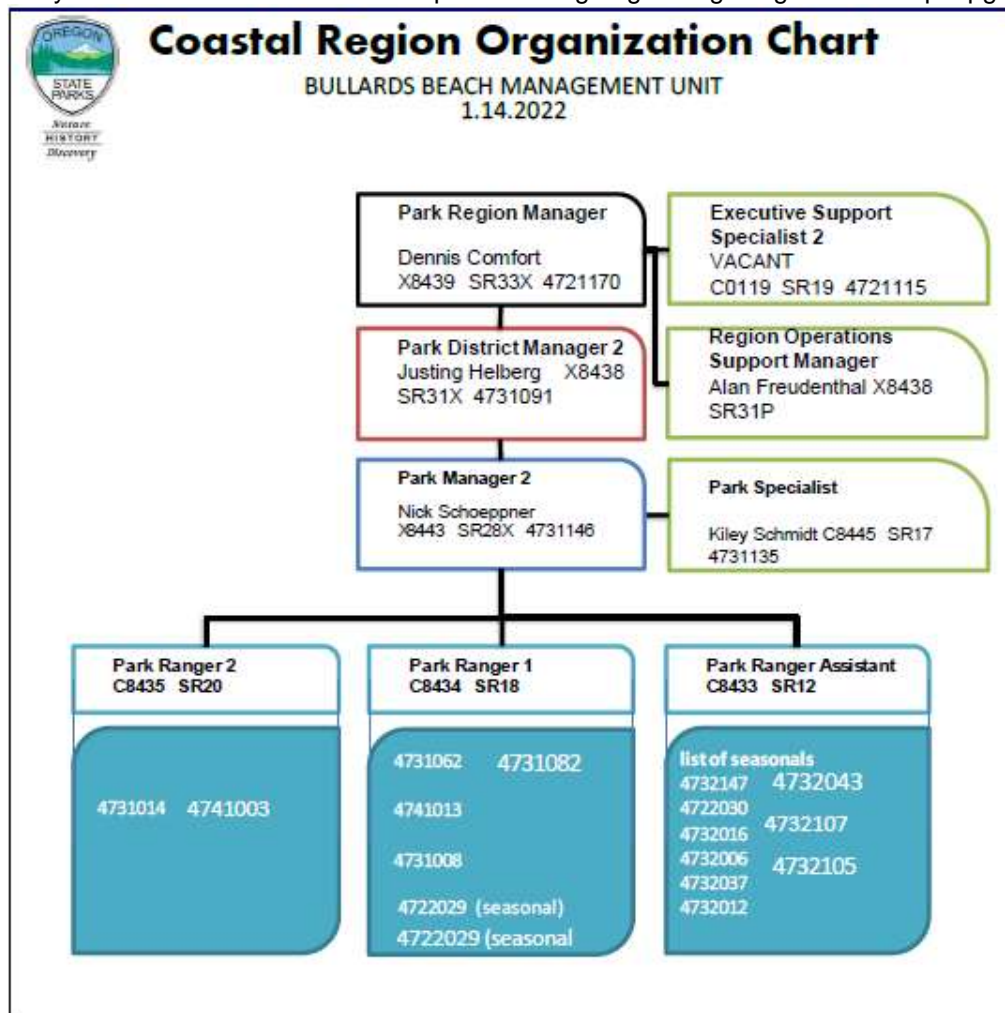 OREGON
STATE
PARKS
Nature
HISTORY
Discovery
Coastal Region Organization Chart
BULLARDS BEACH MANAGEMENT UNIT
1.14.2022
Park Region Manager
Dennis Comfort
X8439 SR33X 4721170
Executive Support
Specialist 2
VACANT
C0119 SR19 4721115
Park District Manager 2
Justing Helberg X8438
SR31X 4731091
Region Operations
Support Manager
Alan Freudenthal X8438
SR31P
Park Manager 2
Nick Schoeppner
X8443 SR28X 4731146
Park Specialist
Kiley Schmidt C8445 SR17
4731135
Park Ranger 2
C8435 SR20
4731014 4741003
Park Ranger 1
C8434 SR18
4731062 4731082
4741013
4731008
4722029 (seasonal)
4722029 (seasonal
Park Ranger Assistant
C8433 SR12
list of seasonals
4732147 4732043
4722030
4732016 4732107
4732006 4732105
4732037
4732012